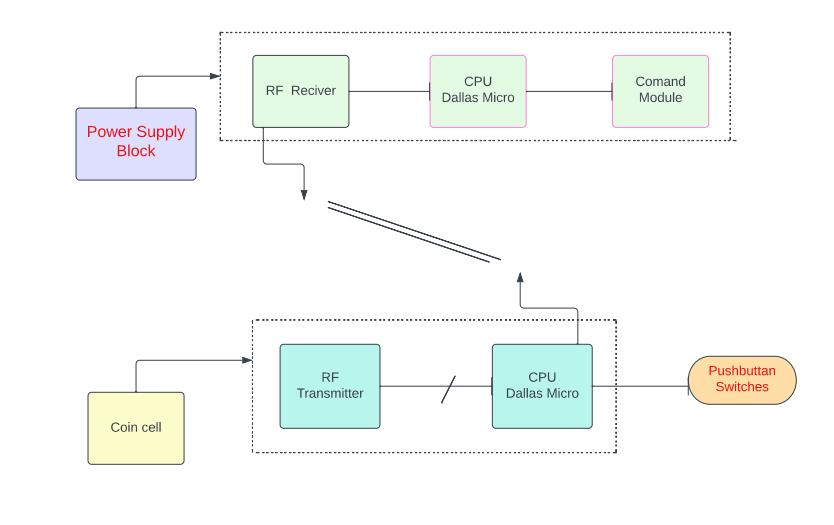 RF  Reciver
CPU
Dallas Micro
Comand
Module
Power Supply
Block
RF
Transmitter
CPU
Dallas Micro
Pushbuttan
Switches
Coin cell